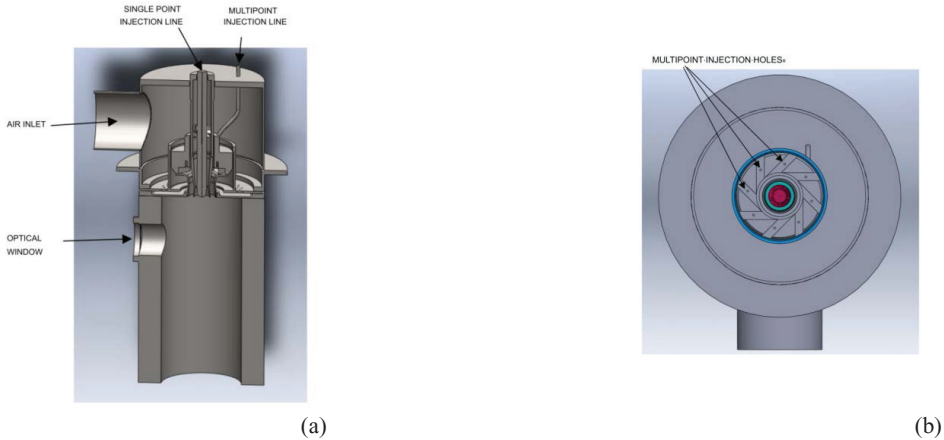 SINGLE POINT
INJECTION LINE
MULTIPOINT
INJECTION LINE
AIR INLET
OPTICAL
WINDOW
(a)
MULTIPOINT·INJECTION·HOLES¤
(b)